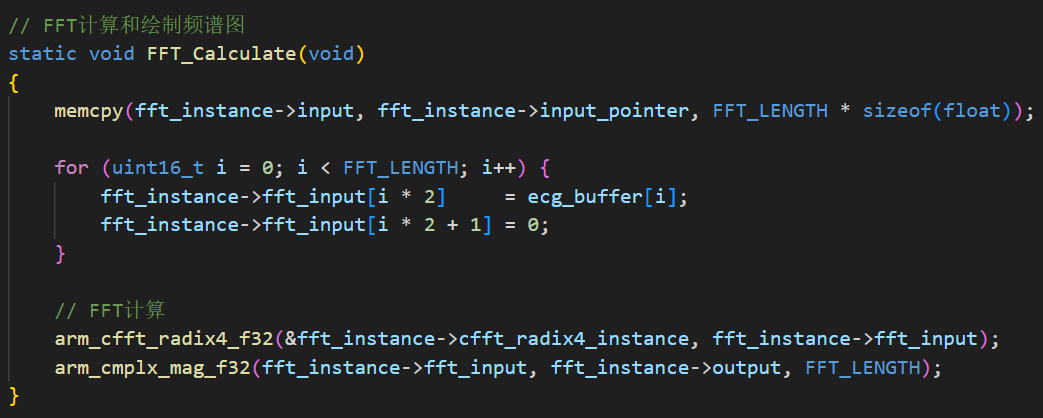 // FFT计算和绘制频谱图
static void FFT_Calculate(void)
{
    memcpy(fft_instance->input, fft_instance->input_pointer, FFT_LENGTH * sizeof(float));
    for (uint16_t i = 0; i < FFT_LENGTH; i++) {
        fft_instance->fft_input[i * 2]     = ecg_buffer[i];
        fft_instance->fft_input[i * 2 + 1] = 0;
    }
    // FFT计算
    arm_cfft_radix4_f32(&fft_instance->cfft_radix4_instance, fft_instance->fft_input);
    arm_cmplx_mag_f32(fft_instance->fft_input, fft_instance->output, FFT_LENGTH);
}